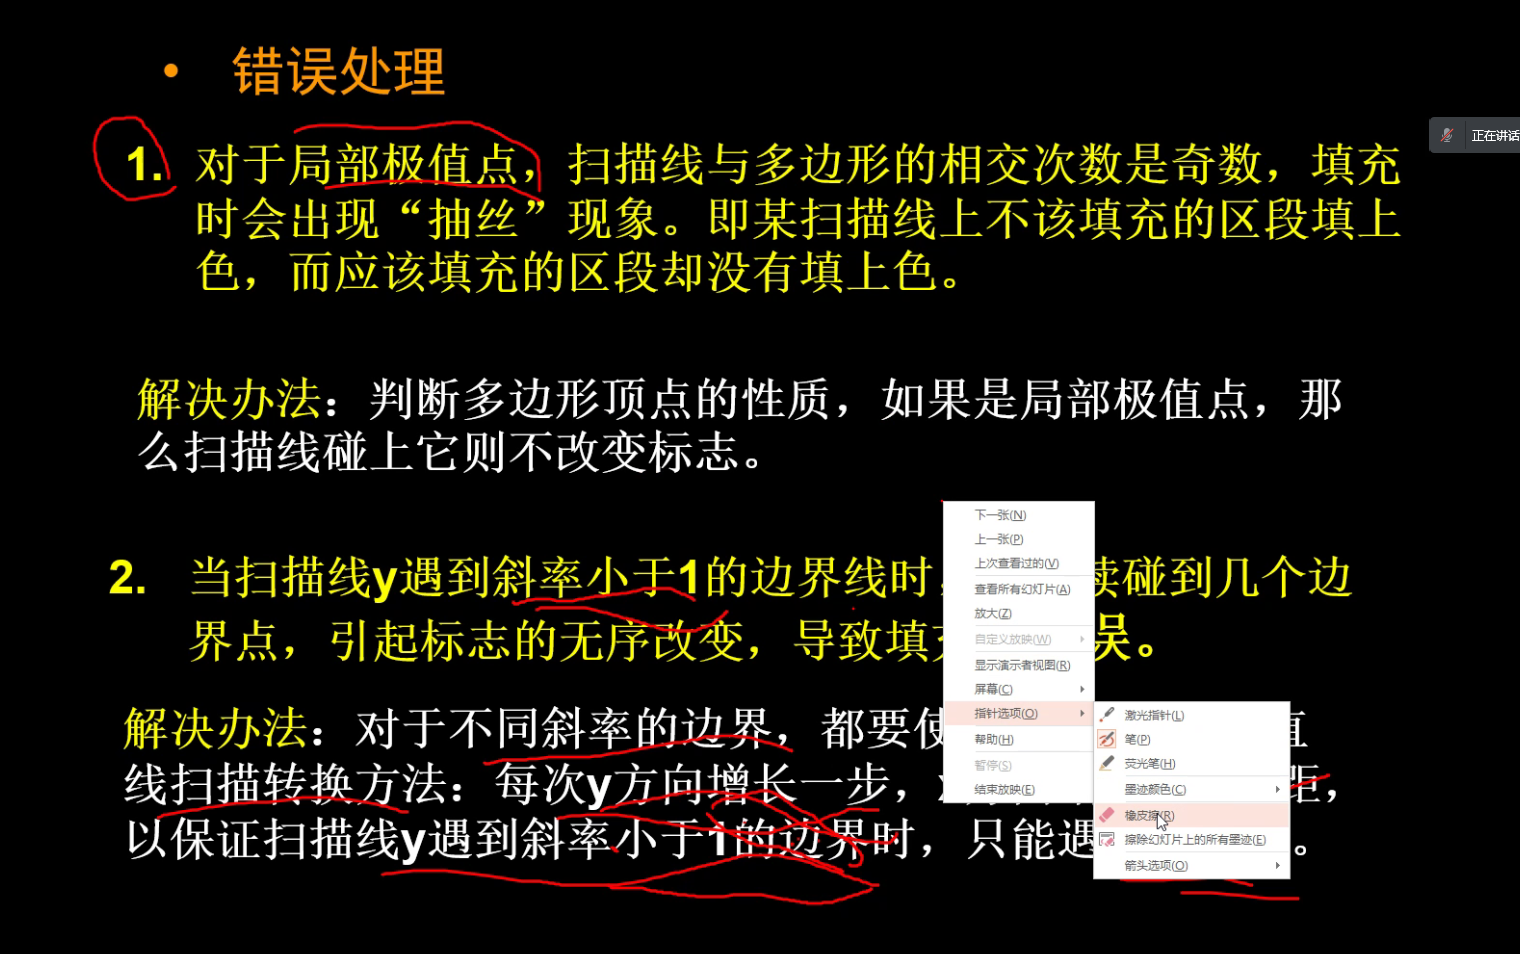 • 错误处理
正在讲话
1. 对于局部极值点，扫描线与多边形的相交次数是奇数，填充
时会出现“抽丝”现象。即某扫描线上不该填充的区段填上
色，而应该填充的区段却没有填上色。
解决办法：判断多边形顶点的性质，如果是局部极值点，那
么扫描线碰上它则不改变标志。
2. 当扫描线y遇到斜率小于1的边界线时，续碰到几个边
界点，引起标志的无序改变，导致填误。
解决办法：对于不同斜率的边界，都要使直
线扫描转换方法：每次y方向增长一步，距，
以保证扫描线y遇到斜率小于1的边界时，只能遇。
下一张(N)
上一张(P)
上次查看过的(V)
查看所有幻灯片(A)
放大(Z)
自定义放映(W)
显示演示者视图(R)
屏幕(C)
指针选项(O)
帮助(H)
暂停(S)
结束放映(E)
激光指针(L)
笔(P)
荧光笔(H)
墨迹颜色(C)
橡皮擦(R)
擦除幻灯片上的所有墨迹(E)
箭头选项(O)